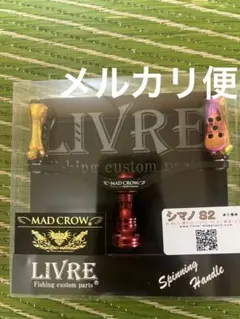 メルカリ便
LIVRE
Fishing custom parts
MAD CROW
シマノ S2
MAD CROW
LIVRE
Fishing custom parts
Spinning
Handle